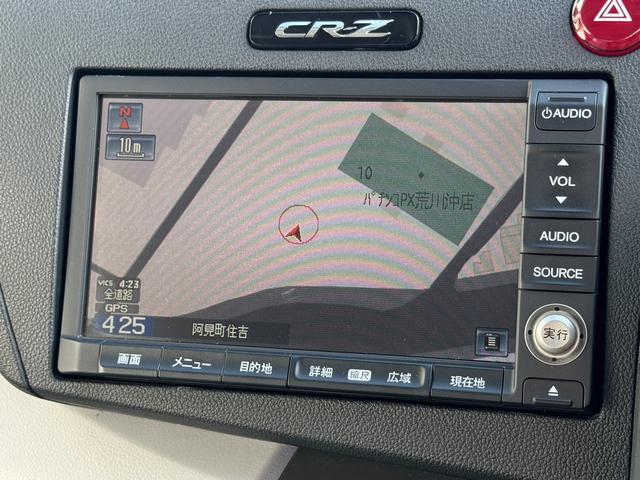 CR-Z
N
10m
10
パチンコPX荒川沖店
VICS 4:23
全道路
GPS
4:25
阿見町住吉
AUDIO
VOL
AUDIO
SOURCE
実行
画面
メニュー
目的地
詳細
縮尺
広域
現在地